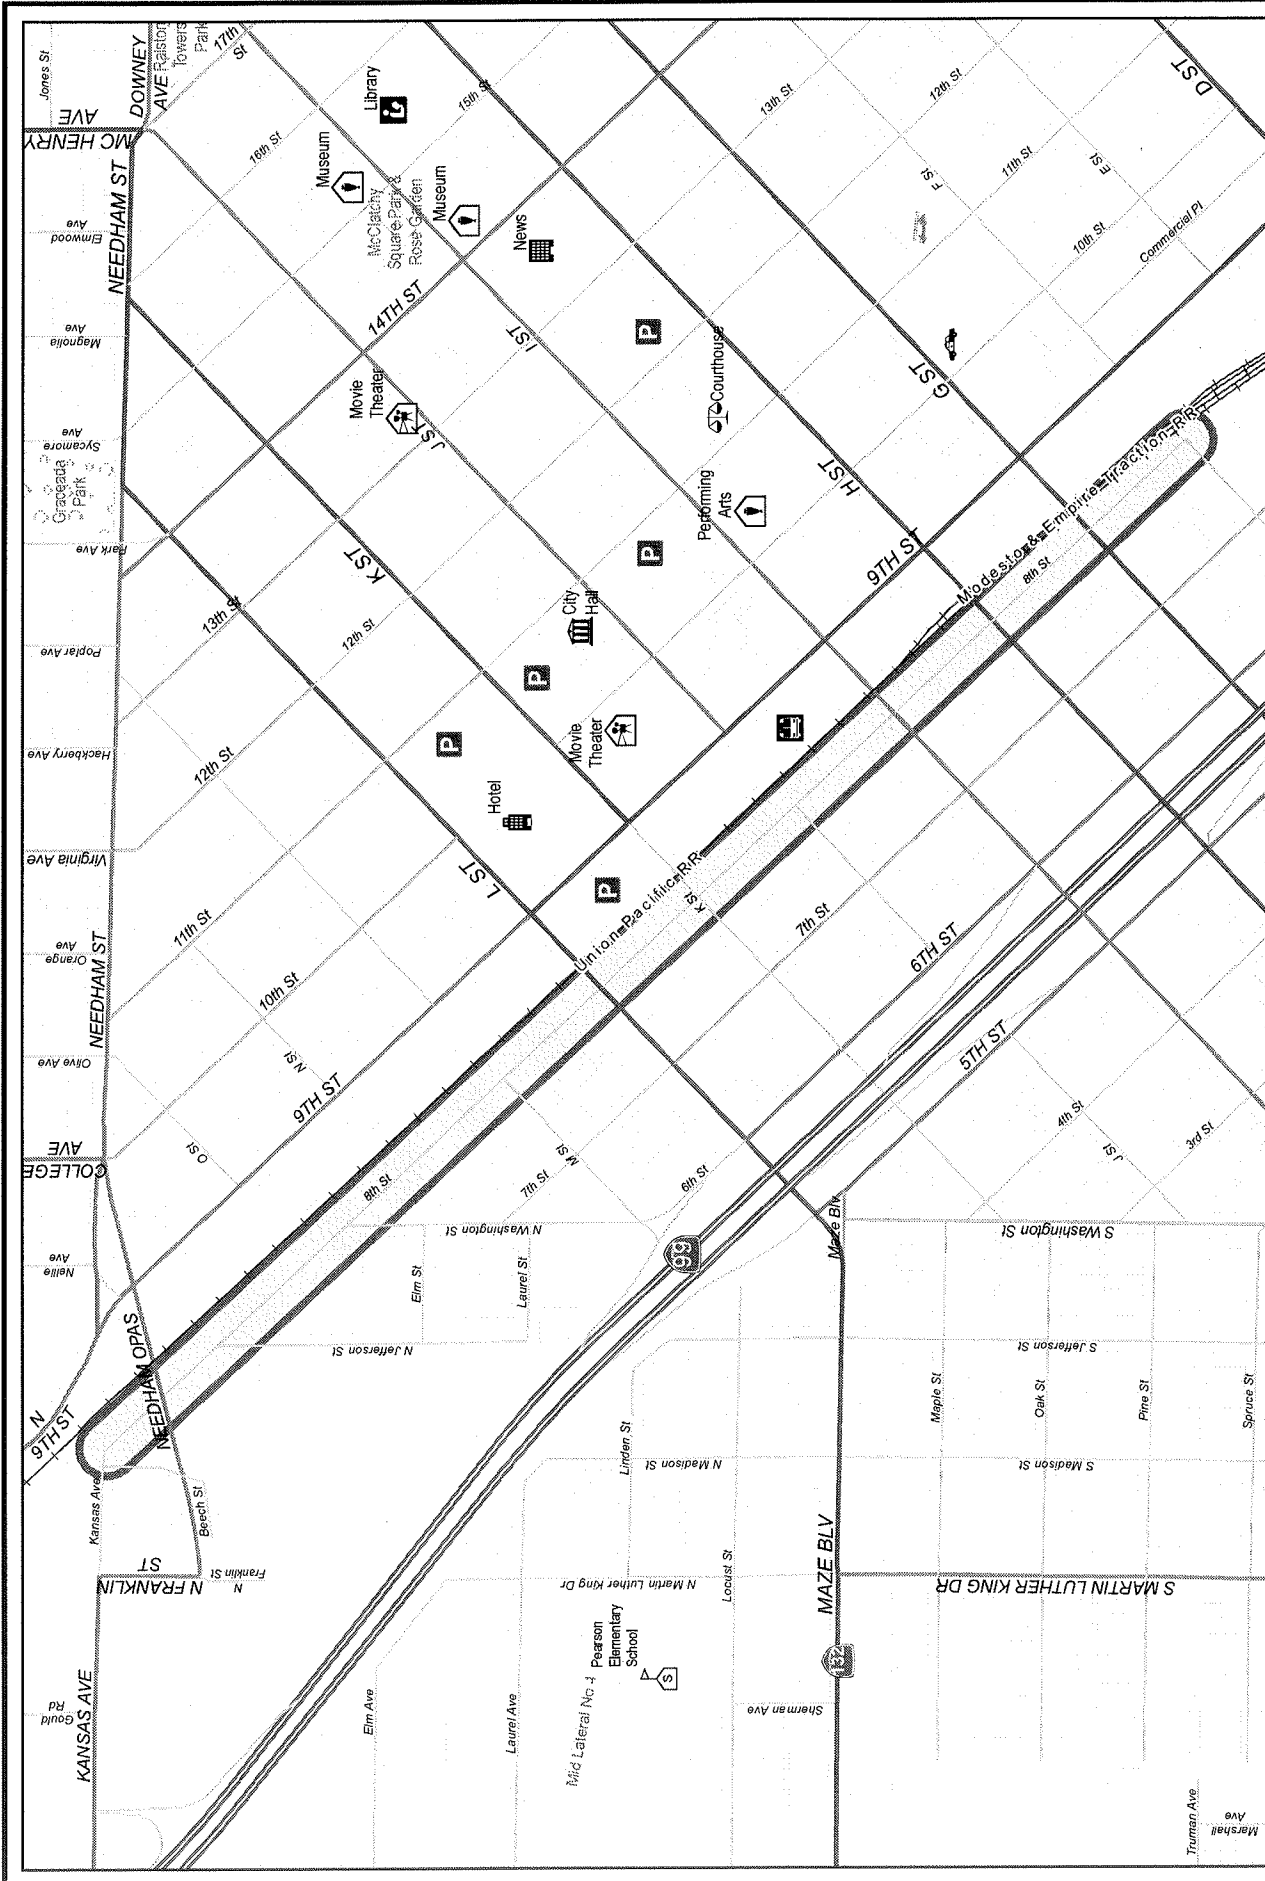 Jones St
MC HENRY
AVE
DOWNEY
AVE
Ralston
Towers
Park
17th
St
NEEDHAM ST
Elmwood
Ave
Magnolia
Ave
Sycamore
Ave
Graceada
Park
Park Ave
Poplar Ave
Hackberry Ave
Virginia Ave
Orange
Ave
NEEDHAM ST
Olive Ave
COLLEGE
AVE
Nellie
Ave
NEEDHAM OPAS
N
9TH ST
Kansas Ave
Beech St
N FRANKLIN
ST
N
Franklin St
KANSAS AVE
Gould
Rd
16th St
Museum
Library
15th St
McClatchy
Square Park &
Rose Garden
Museum
News
14TH ST
I ST
Movie
Theater
J ST
13th St
12th St
D ST
F St
11th St
E St
10th St
Commercial Pl
P
Courthouse
G ST
H ST
Performing
Arts
P
K ST
13th St
12th St
City
Hall
P
9TH ST
Modesto & Empire Traction RR
8th St
Movie
Theater
P
Hotel
12th St
L ST
P
11th St
10th St
N St
9TH ST
O St
Union Pacific RR
K St
7th St
6TH ST
5TH ST
8th St
7th St
M St
6th St
4th St
J St
3rd St
N Washington St
Elm St
Laurel St
N Jefferson St
99
Maze Blv
S Washington St
S Jefferson St
Linden St
N Madison St
Maple St
Oak St
Pine St
Spruce St
S Madison St
Locust St
N Martin Luther King Dr
MAZE BLV
S MARTIN LUTHER KING DR
Pearson
Elementary
School
S
132
Elm Ave
Laurel Ave
Mid Lateral No 4
Sherman Ave
Truman Ave
Marshall
Ave